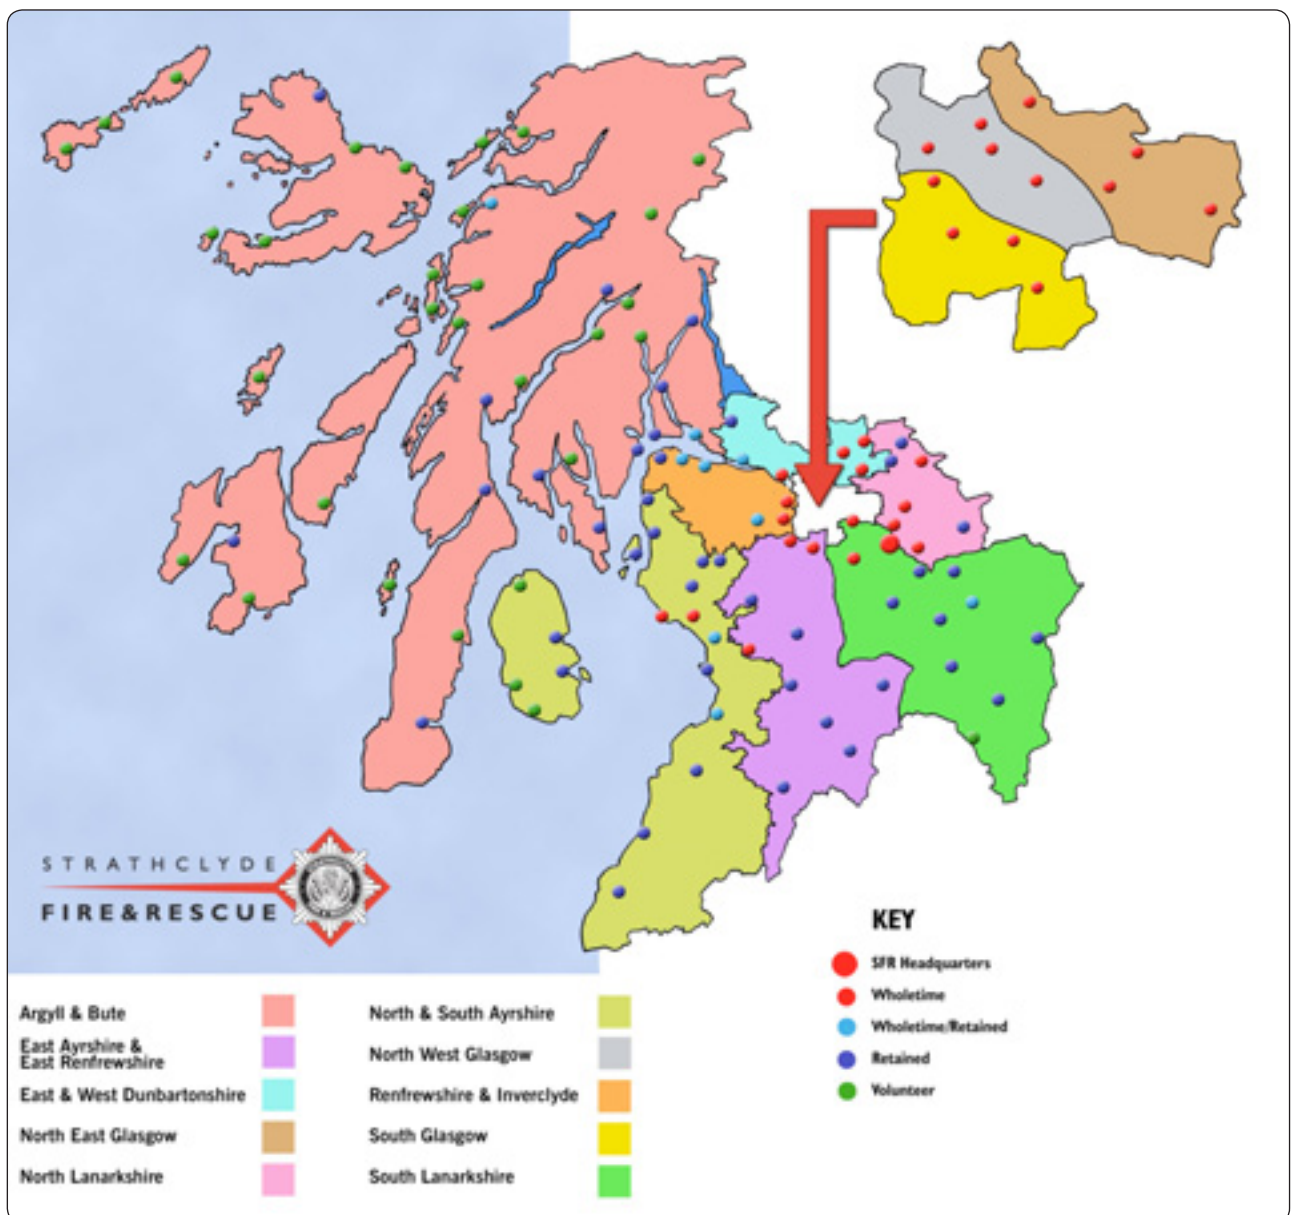 STRATHCLYDE
FIRE&RESCUE
KEY
SFR Headquarters
Wholetime
Wholetime/Retained
Retained
Volunteer
Argyll & Bute
East Ayrshire &
East Renfrewshire
East & West Dunbartonshire
North East Glasgow
North Lanarkshire
North & South Ayrshire
North West Glasgow
Renfrewshire & Inverclyde
South Glasgow
South Lanarkshire